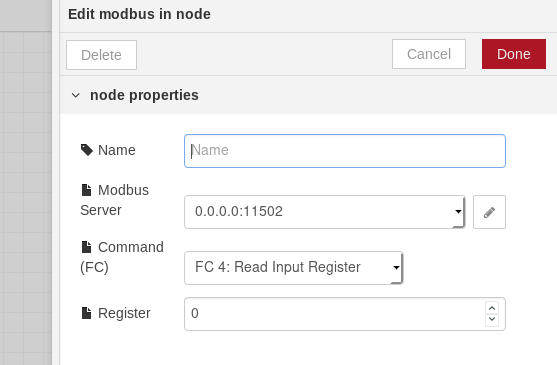 Edit modbus in node
Delete
Cancel
Done
node properties
Name
Name
Modbus
Server
0.0.0.0:11502
Command
(FC)
FC 4: Read Input Register
Register
0